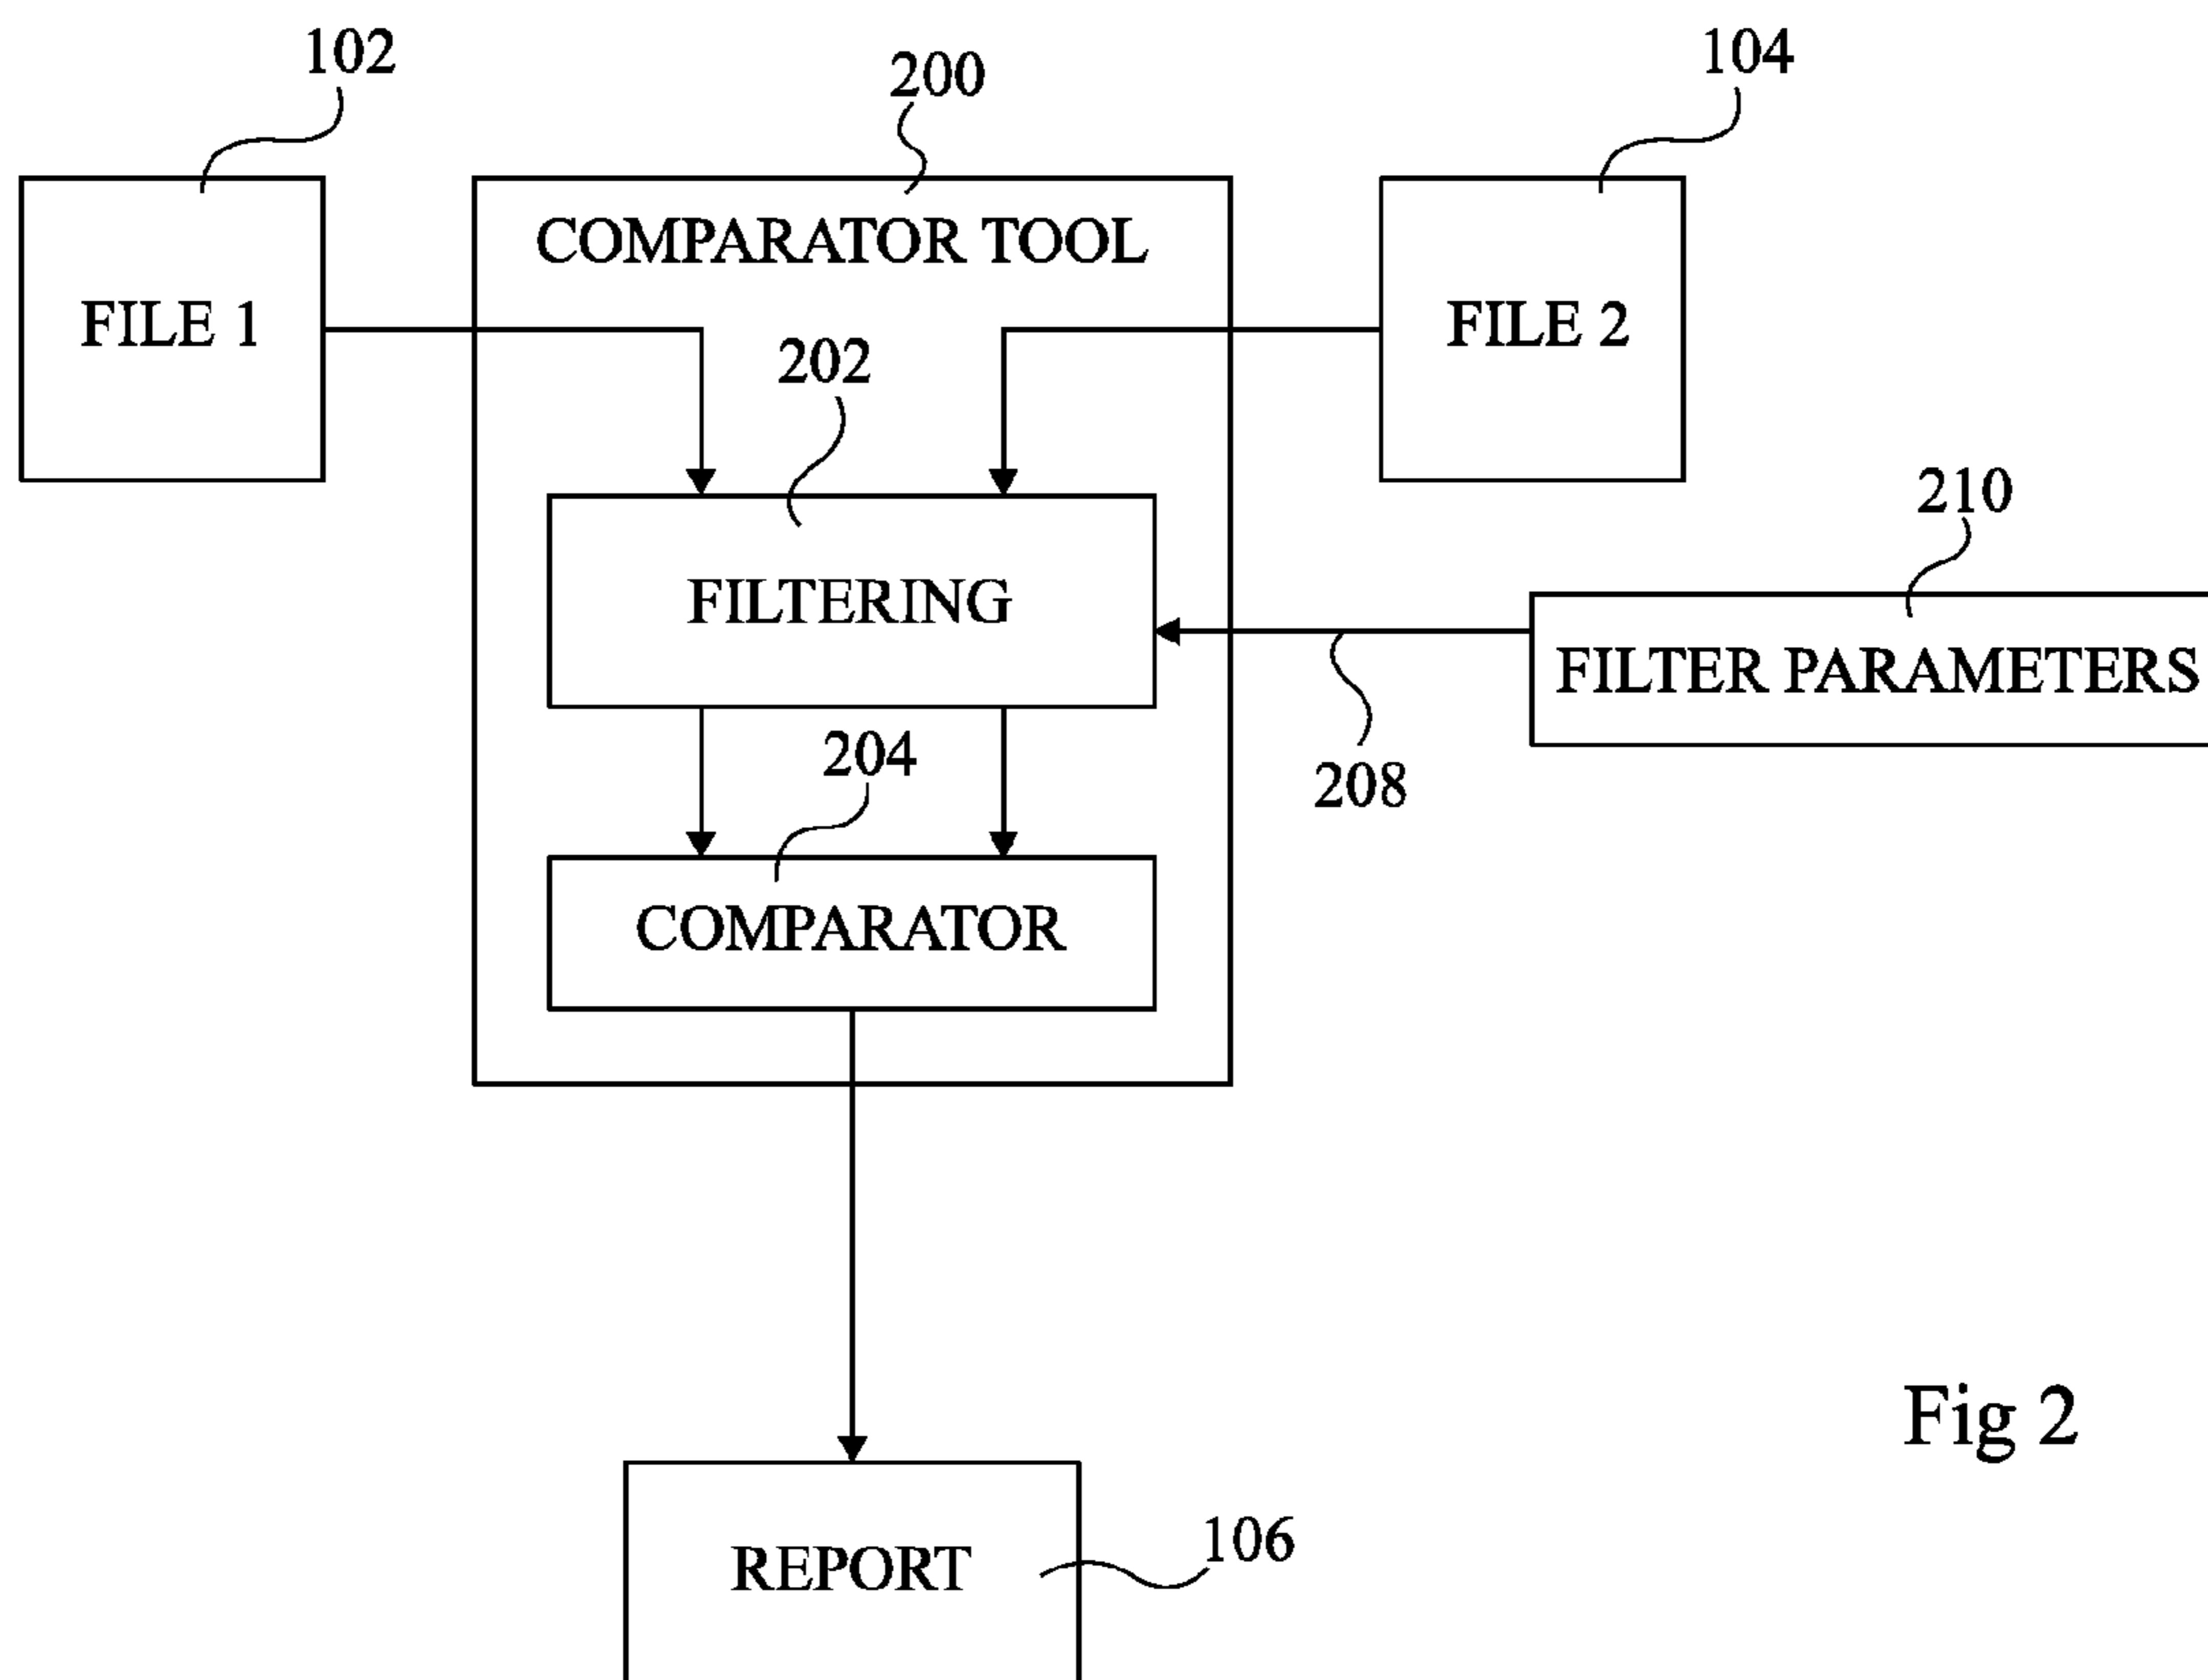 102
200
104
COMPARATOR TOOL
FILE 1
FILE 2
202
210
FILTERING
FILTER PARAMETERS
204
208
COMPARATOR
Fig 2
106
REPORT